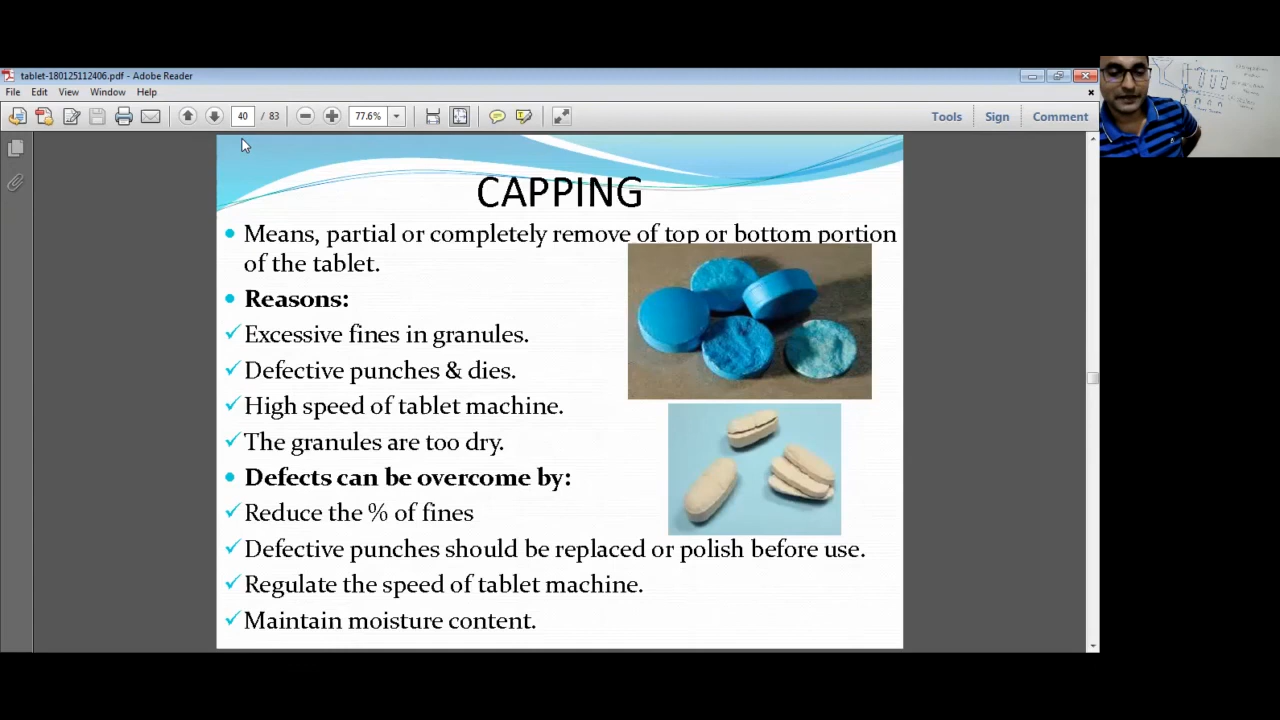 tablet-180125112406.pdf - Adobe Reader
File Edit View Window Help
40 / 83 77.6% Tools Sign Comment
CAPPING
Means, partial or completely remove of top or bottom portion
of the tablet.
Reasons:
Excessive fines in granules.
Defective punches & dies.
High speed of tablet machine.
The granules are too dry.
Defects can be overcome by:
Reduce the % of fines
Defective punches should be replaced or polish before use.
Regulate the speed of tablet machine.
Maintain moisture content.